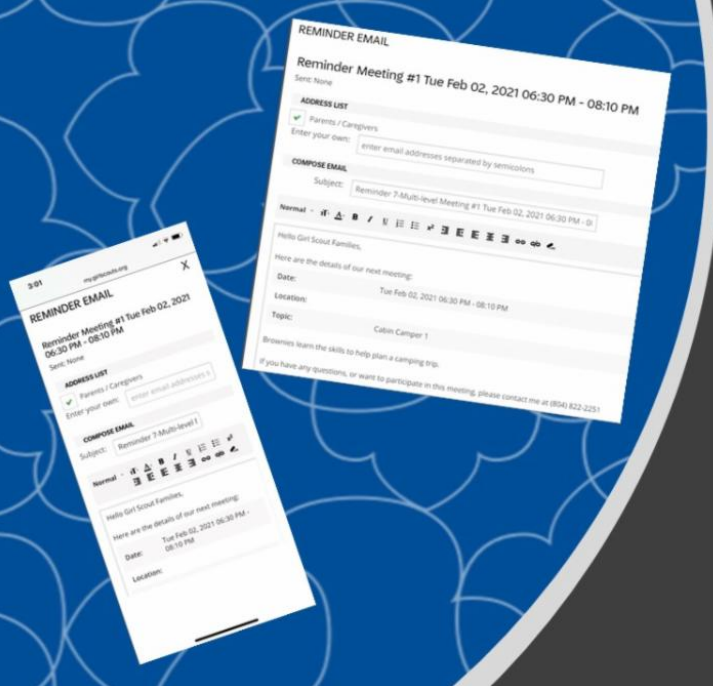 REMINDER EMAIL
Reminder Meeting #1 Tue Feb 02, 2021 06:30 PM - 08:10 PM
Sent: None
ADDRESS LIST
Parents / Caregivers
Enter your own: enter email addresses separated by semicolons
COMPOSE EMAIL
Subject: Reminder 7-Multi-level Meeting #1 Tue Feb 02, 2021 06:30 PM - 0
Normal
Hello Girl Scout Families,
Here are the details of our next meeting:
Date: Tue Feb 02, 2021 06:30 PM - 08:10 PM
Location:
Topic: Cabin Camper 1
Brownies learn the skills to help plan a camping trip.
If you have any questions, or want to participate in this meeting, please contact me at (804) 822-2251
3:01
my.girlscouts.org
X
REMINDER EMAIL
Reminder Meeting #1 Tue Feb 02, 2021
06:30 PM - 08:10 PM
Sent: None
ADDRESS LIST
Parents / Caregivers
Enter your own: enter email addresses s
COMPOSE EMAIL
Subject: Reminder 7-Multi-level
Normal
Hello Girl Scout Families,
Here are the details of our next meeting:
Date: Tue Feb 02, 2021 06:30 PM -
08:10 PM
Location: